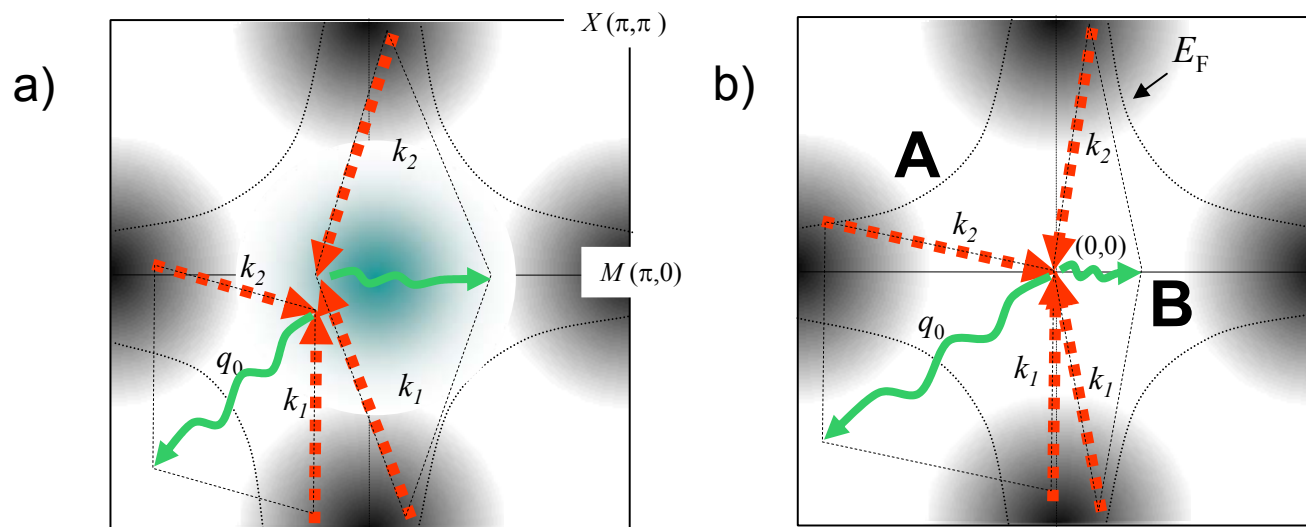 a)
X(π,π)
k2
k2
M(π,0)
q0
k1
k1
b)
EF
A
k2
k2
(0,0)
B
q0
k1
k1